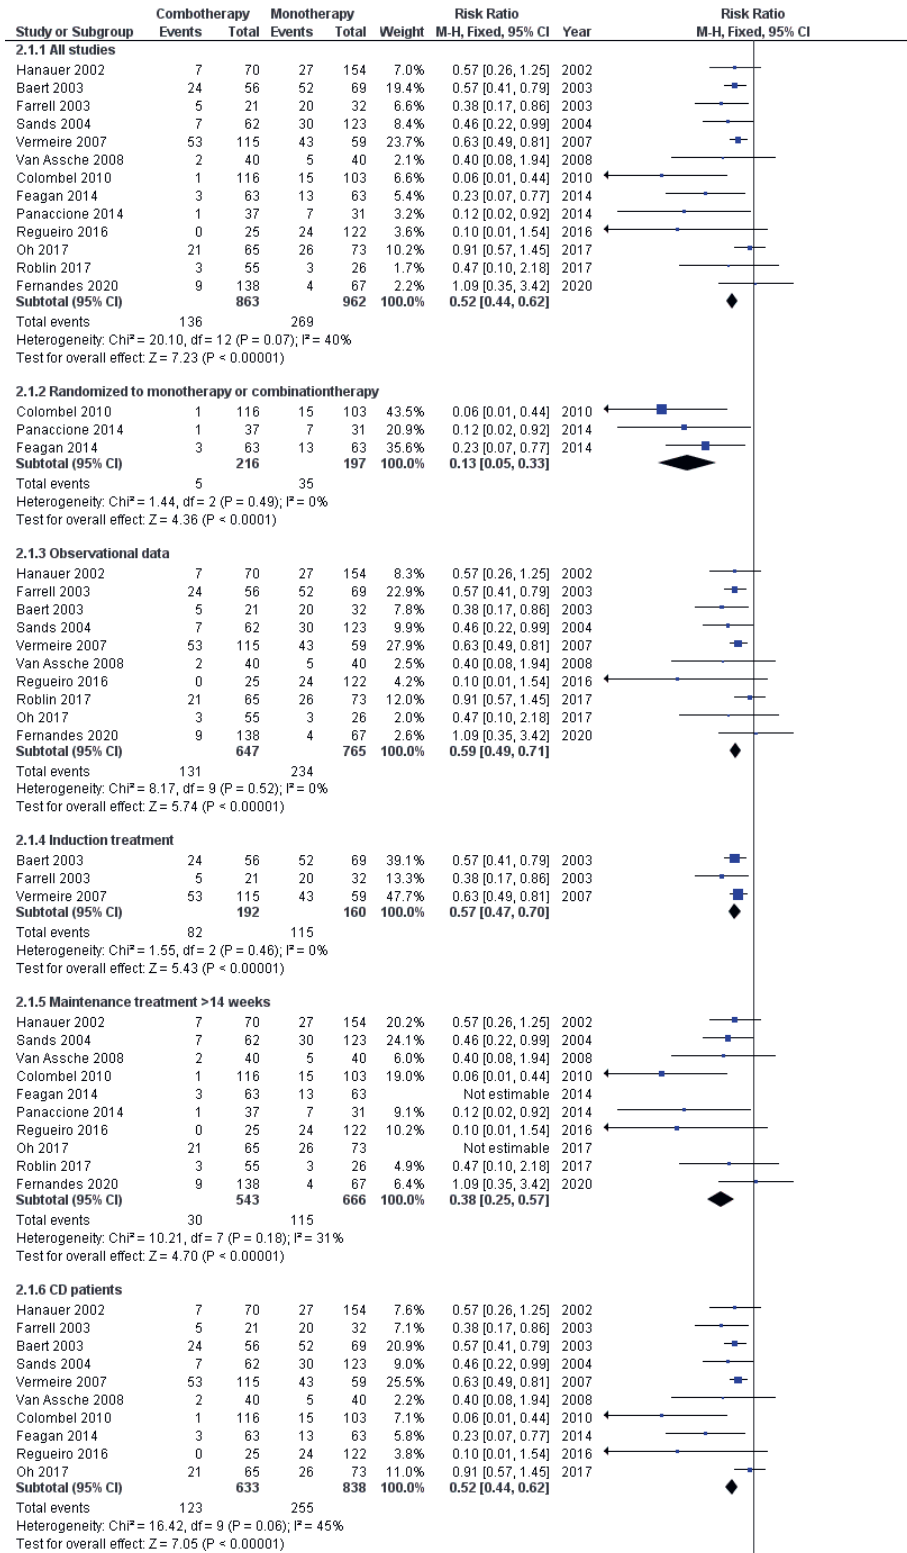 Combotherapy Monotherapy Risk Ratio Risk Ratio
Study or Subgroup Events Total Events Total Weight M-H, Fixed, 95% CI Year M-H, Fixed, 95% CI
2.1.1 All studies
Hanauer 2002 7 70 27 154 7.0% 0.57 [0.26, 1.25] 2002
Baert 2003 24 56 52 69 19.4% 0.57 [0.41, 0.79] 2003
Farrell 2003 5 21 20 32 6.6% 0.38 [0.17, 0.86] 2003
Sands 2004 7 62 30 123 8.4% 0.46 [0.22, 0.99] 2004
Vermeire 2007 53 115 43 59 23.7% 0.63 [0.49, 0.81] 2007
Van Assche 2008 2 40 5 40 2.1% 0.40 [0.08, 1.94] 2008
Colombel 2010 1 116 15 103 6.6% 0.06 [0.01, 0.44] 2010
Feagan 2014 3 63 13 63 5.4% 0.23 [0.07, 0.77] 2014
Panaccione 2014 1 37 7 31 3.2% 0.12 [0.02, 0.92] 2014
Regueiro 2016 0 25 24 122 3.6% 0.10 [0.01, 1.54] 2016
Oh 2017 21 65 26 73 10.2% 0.91 [0.57, 1.45] 2017
Roblin 2017 3 55 3 26 1.7% 0.47 [0.10, 2.18] 2017
Fernandes 2020 9 138 4 67 2.2% 1.09 [0.35, 3.42] 2020
Subtotal (95% CI) 863 962 100.0% 0.52 [0.44, 0.62]
Total events 136 269
Heterogeneity: Chi² = 20.10, df = 12 (P = 0.07); I² = 40%
Test for overall effect: Z = 7.23 (P < 0.00001)
2.1.2 Randomized to monotherapy or combinationtherapy
Colombel 2010 1 116 15 103 43.5% 0.06 [0.01, 0.44] 2010
Panaccione 2014 1 37 7 31 20.9% 0.12 [0.02, 0.92] 2014
Feagan 2014 3 63 13 63 35.6% 0.23 [0.07, 0.77] 2014
Subtotal (95% CI) 216 197 100.0% 0.13 [0.05, 0.33]
Total events 5 35
Heterogeneity: Chi² = 1.44, df = 2 (P = 0.49); I² = 0%
Test for overall effect: Z = 4.36 (P < 0.0001)
2.1.3 Observational data
Hanauer 2002 7 70 27 154 8.3% 0.57 [0.26, 1.25] 2002
Farrell 2003 24 56 52 69 22.9% 0.57 [0.41, 0.79] 2003
Baert 2003 5 21 20 32 7.8% 0.38 [0.17, 0.86] 2003
Sands 2004 7 62 30 123 9.9% 0.46 [0.22, 0.99] 2004
Vermeire 2007 53 115 43 59 27.9% 0.63 [0.49, 0.81] 2007
Van Assche 2008 2 40 5 40 2.5% 0.40 [0.08, 1.94] 2008
Regueiro 2016 0 25 24 122 4.2% 0.10 [0.01, 1.54] 2016
Roblin 2017 21 65 26 73 12.0% 0.91 [0.57, 1.45] 2017
Oh 2017 3 55 3 26 2.0% 0.47 [0.10, 2.18] 2017
Fernandes 2020 9 138 4 67 2.6% 1.09 [0.35, 3.42] 2020
Subtotal (95% CI) 647 765 100.0% 0.59 [0.49, 0.71]
Total events 131 234
Heterogeneity: Chi² = 8.17, df = 9 (P = 0.52); I² = 0%
Test for overall effect: Z = 5.74 (P < 0.00001)
2.1.4 Induction treatment
Baert 2003 24 56 52 69 39.1% 0.57 [0.41, 0.79] 2003
Farrell 2003 5 21 20 32 13.3% 0.38 [0.17, 0.86] 2003
Vermeire 2007 53 115 43 59 47.7% 0.63 [0.49, 0.81] 2007
Subtotal (95% CI) 192 160 100.0% 0.57 [0.47, 0.70]
Total events 82 115
Heterogeneity: Chi² = 1.55, df = 2 (P = 0.46); I² = 0%
Test for overall effect: Z = 5.43 (P < 0.00001)
2.1.5 Maintenance treatment >14 weeks
Hanauer 2002 7 70 27 154 20.2% 0.57 [0.26, 1.25] 2002
Sands 2004 7 62 30 123 24.1% 0.46 [0.22, 0.99] 2004
Van Assche 2008 2 40 5 40 6.0% 0.40 [0.08, 1.94] 2008
Colombel 2010 1 116 15 103 19.0% 0.06 [0.01, 0.44] 2010
Feagan 2014 3 63 13 63 Not estimable 2014
Panaccione 2014 1 37 7 31 9.1% 0.12 [0.02, 0.92] 2014
Regueiro 2016 0 25 24 122 10.2% 0.10 [0.01, 1.54] 2016
Oh 2017 21 65 26 73 Not estimable 2017
Roblin 2017 3 55 3 26 4.9% 0.47 [0.10, 2.18] 2017
Fernandes 2020 9 138 4 67 6.4% 1.09 [0.35, 3.42] 2020
Subtotal (95% CI) 543 666 100.0% 0.38 [0.25, 0.57]
Total events 30 115
Heterogeneity: Chi² = 10.21, df = 7 (P = 0.18); I² = 31%
Test for overall effect: Z = 4.70 (P < 0.00001)
2.1.6 CD patients
Hanauer 2002 7 70 27 154 7.6% 0.57 [0.26, 1.25] 2002
Farrell 2003 5 21 20 32 7.1% 0.38 [0.17, 0.86] 2003
Baert 2003 24 56 52 69 20.9% 0.57 [0.41, 0.79] 2003
Sands 2004 7 62 30 123 9.0% 0.46 [0.22, 0.99] 2004
Vermeire 2007 53 115 43 59 25.5% 0.63 [0.49, 0.81] 2007
Van Assche 2008 2 40 5 40 2.2% 0.40 [0.08, 1.94] 2008
Colombel 2010 1 116 15 103 7.1% 0.06 [0.01, 0.44] 2010
Feagan 2014 3 63 13 63 5.8% 0.23 [0.07, 0.77] 2014
Regueiro 2016 0 25 24 122 3.8% 0.10 [0.01, 1.54] 2016
Oh 2017 21 65 26 73 11.0% 0.91 [0.57, 1.45] 2017
Subtotal (95% CI) 633 838 100.0% 0.52 [0.44, 0.62]
Total events 123 255
Heterogeneity: Chi² = 16.42, df = 9 (P = 0.06); I² = 45%
Test for overall effect: Z = 7.05 (P < 0.00001)